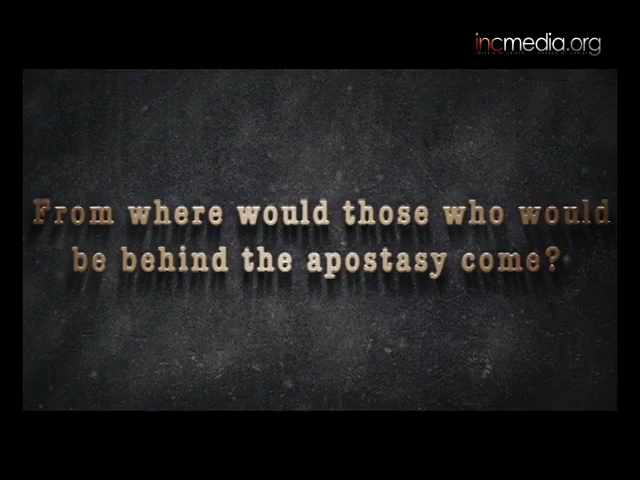 incmedia.org
From where would those who would
be behind the apostasy come?